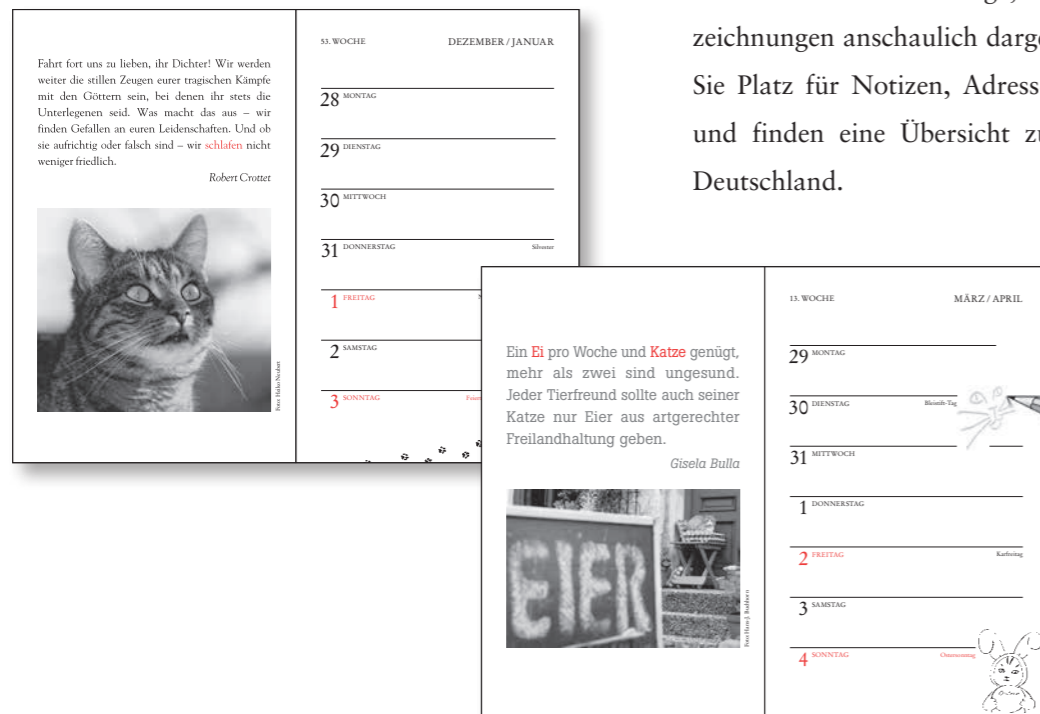 zeichnungen anschaulich darge
Sie Platz für Notizen, Adress
und finden eine Übersicht zu
Deutschland.
Fahrt fort uns zu lieben, ihr Dichter! Wir werden
weiter die stillen Zeugen eurer tragischen Kämpfe
mit den Göttern sein, bei denen ihr stets die
Unterlegenen seid. Was macht das aus – wir
finden Gefallen an euren Leidenschaften. Und ob
sie aufrichtig oder falsch sind – wir schlafen nicht
weniger friedlich.
Robert Crottet
53. WOCHE DEZEMBER / JANUAR
28 MONTAG
29 DIENSTAG
30 MITTWOCH
31 DONNERSTAG Silvester
1 FREITAG
2 SAMSTAG
3 SONNTAG
Ein Ei pro Woche und Katze genügt,
mehr als zwei sind ungesund.
Jeder Tierfreund sollte auch seiner
Katze nur Eier aus artgerechter
Freilandhaltung geben.
Gisela Bulla
EIER
13. WOCHE MÄRZ / APRIL
29 MONTAG
30 DIENSTAG Bleistift-Tag
31 MITTWOCH
1 DONNERSTAG
2 FREITAG Karfreitag
3 SAMSTAG
4 SONNTAG Ostersonntag